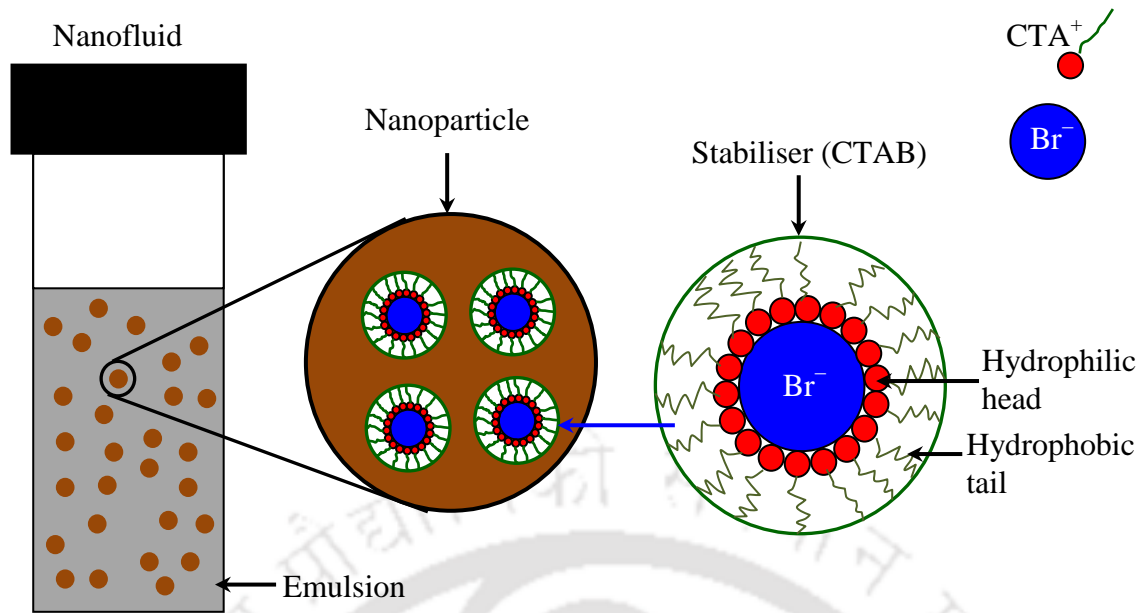 Nanofluid
CTA⁺
Nanoparticle
Br⁻
Stabiliser (CTAB)
Br⁻
Hydrophilic
head
Hydrophobic
tail
Emulsion